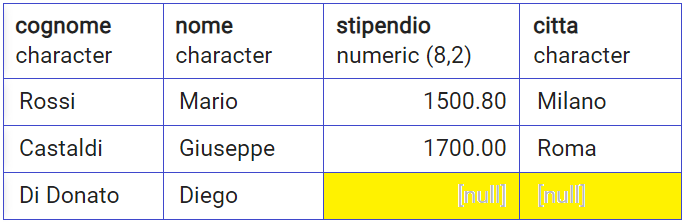 cognome nome stipendio citta
character character numeric (8,2) character
Rossi Mario 1500.80 Milano
Castaldi Giuseppe 1700.00 Roma
Di Donato Diego [null] [null]